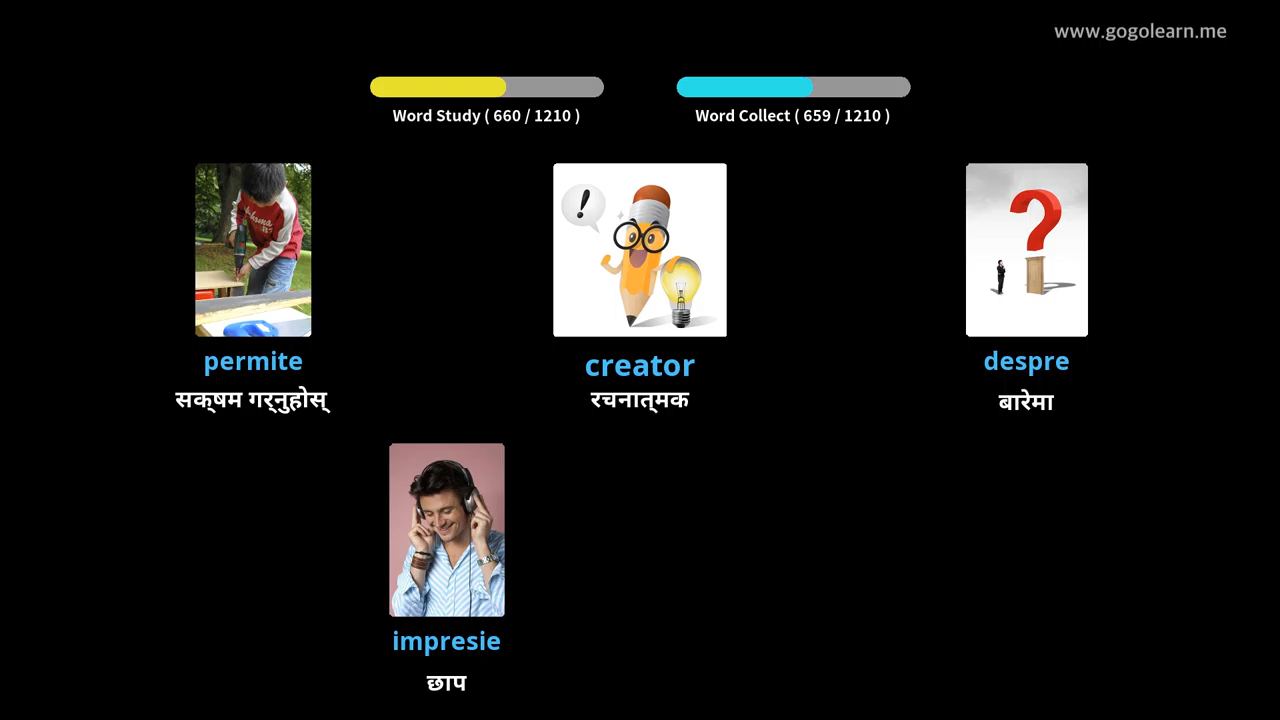 www.gogolearn.me
Word Study ( 660 / 1210 )
Word Collect ( 659 / 1210 )
permite
सक्षम गर्नुहोस्
creator
रचनात्मक
despre
बारेमा
impresie
छाप